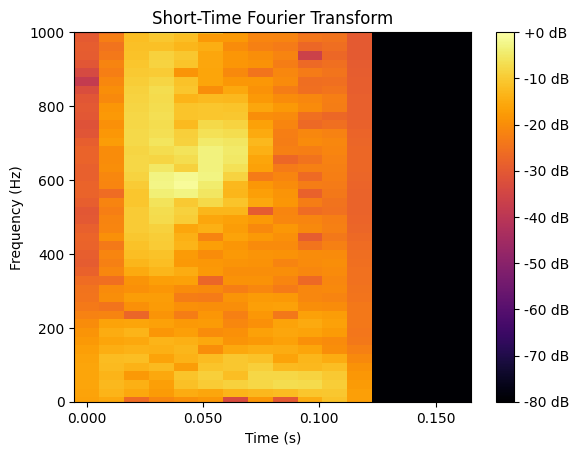 Short-Time Fourier Transform
Frequency (Hz)
1000
800
600
400
200
0
0.000
0.050
0.100
0.150
Time (s)
+0 dB
-10 dB
-20 dB
-30 dB
-40 dB
-50 dB
-60 dB
-70 dB
-80 dB